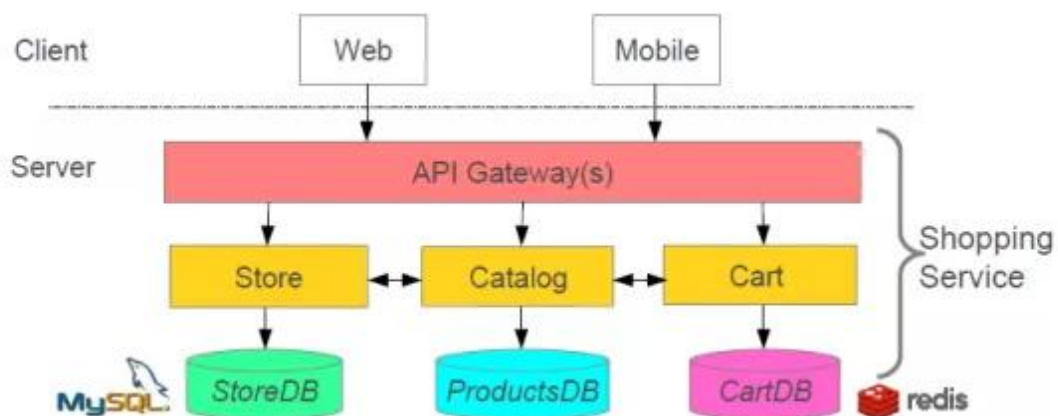 Client
Web
Mobile
Server
API Gateway(s)
Shopping
Service
Store
Catalog
Cart
MySQL.
StoreDB
ProductsDB
CartDB
redis